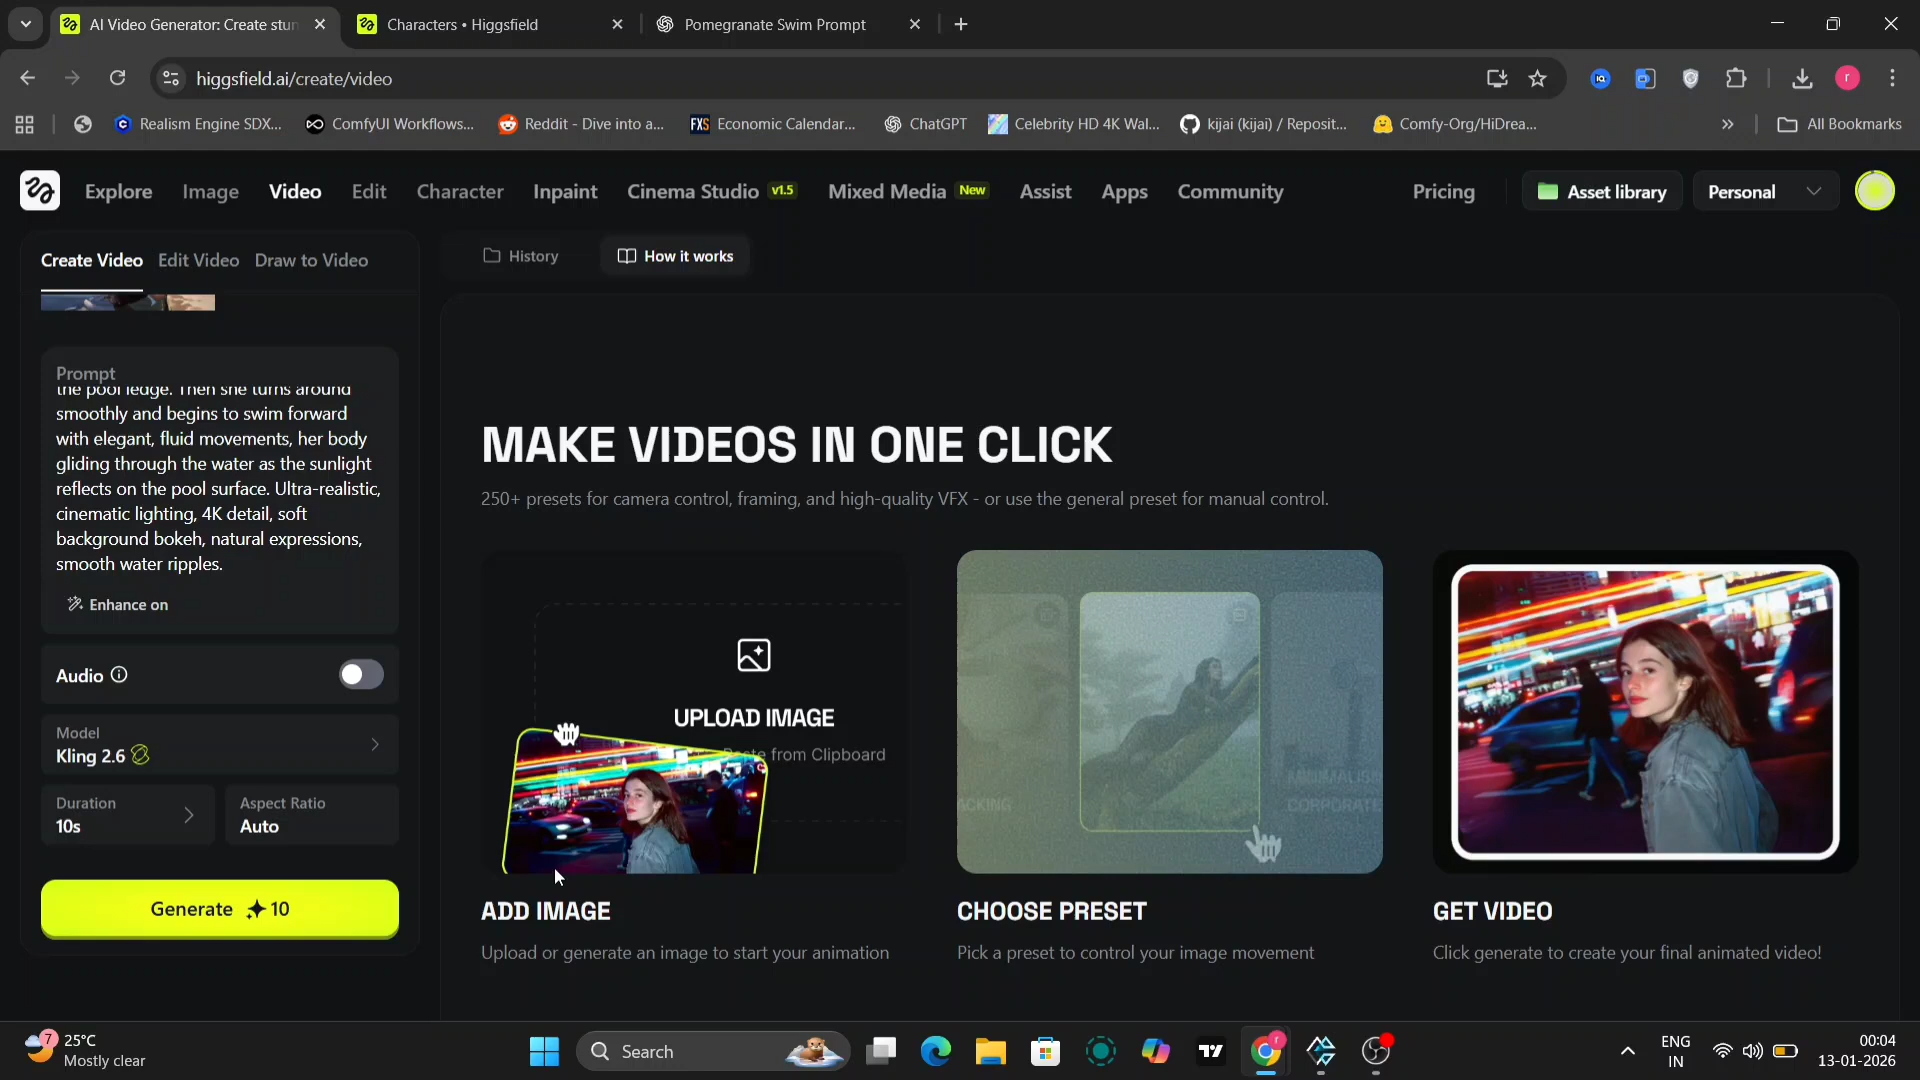 AI Video Generator: Create stun
Characters • Higgsfield
Pomegranate Swim Prompt
higgsfield.ai/create/video
Realism Engine SDX...
ComfyUI Workflows...
Reddit - Dive into a...
Economic Calendar...
ChatGPT
Celebrity HD 4K Wal...
kijai (kijai) / Reposit...
Comfy-Org/HiDrea...
All Bookmarks
Explore
Image
Video
Edit
Character
Inpaint
Cinema Studio v1.5
Mixed Media New
Assist
Apps
Community
Pricing
Asset library
Personal
Create Video
Edit Video
Draw to Video
History
How it works
Prompt
the pool ledge. Then she turns around
smoothly and begins to swim forward
with elegant, fluid movements, her body
gliding through the water as the sunlight
reflects on the pool surface. Ultra-realistic,
cinematic lighting, 4K detail, soft
background bokeh, natural expressions,
smooth water ripples.
Enhance on
Audio
Model
Kling 2.6
Duration
10s
Aspect Ratio
Auto
Generate 10
MAKE VIDEOS IN ONE CLICK
250+ presets for camera control, framing, and high-quality VFX - or use the general preset for manual control.
UPLOAD IMAGE
Paste from Clipboard
ADD IMAGE
Upload or generate an image to start your animation
CHOOSE PRESET
Pick a preset to control your image movement
GET VIDEO
Click generate to create your final animated video!
25°C
Mostly clear
Search
ENG
IN
00:04
13-01-2026